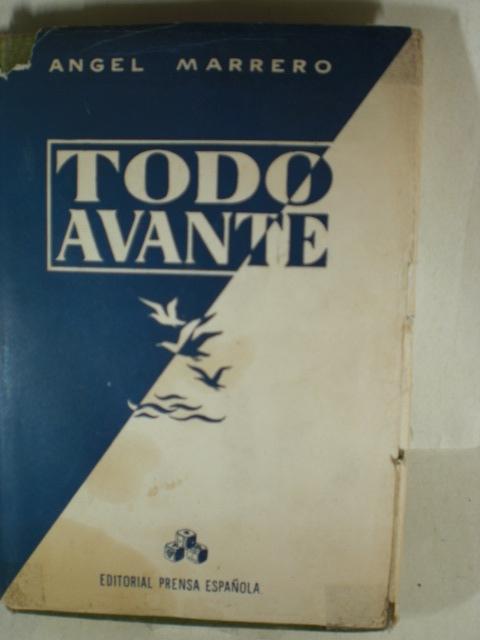 ANGEL MARRERO
TODO
AVANTE
EDITORIAL PRENSA ESPAÑOLA.